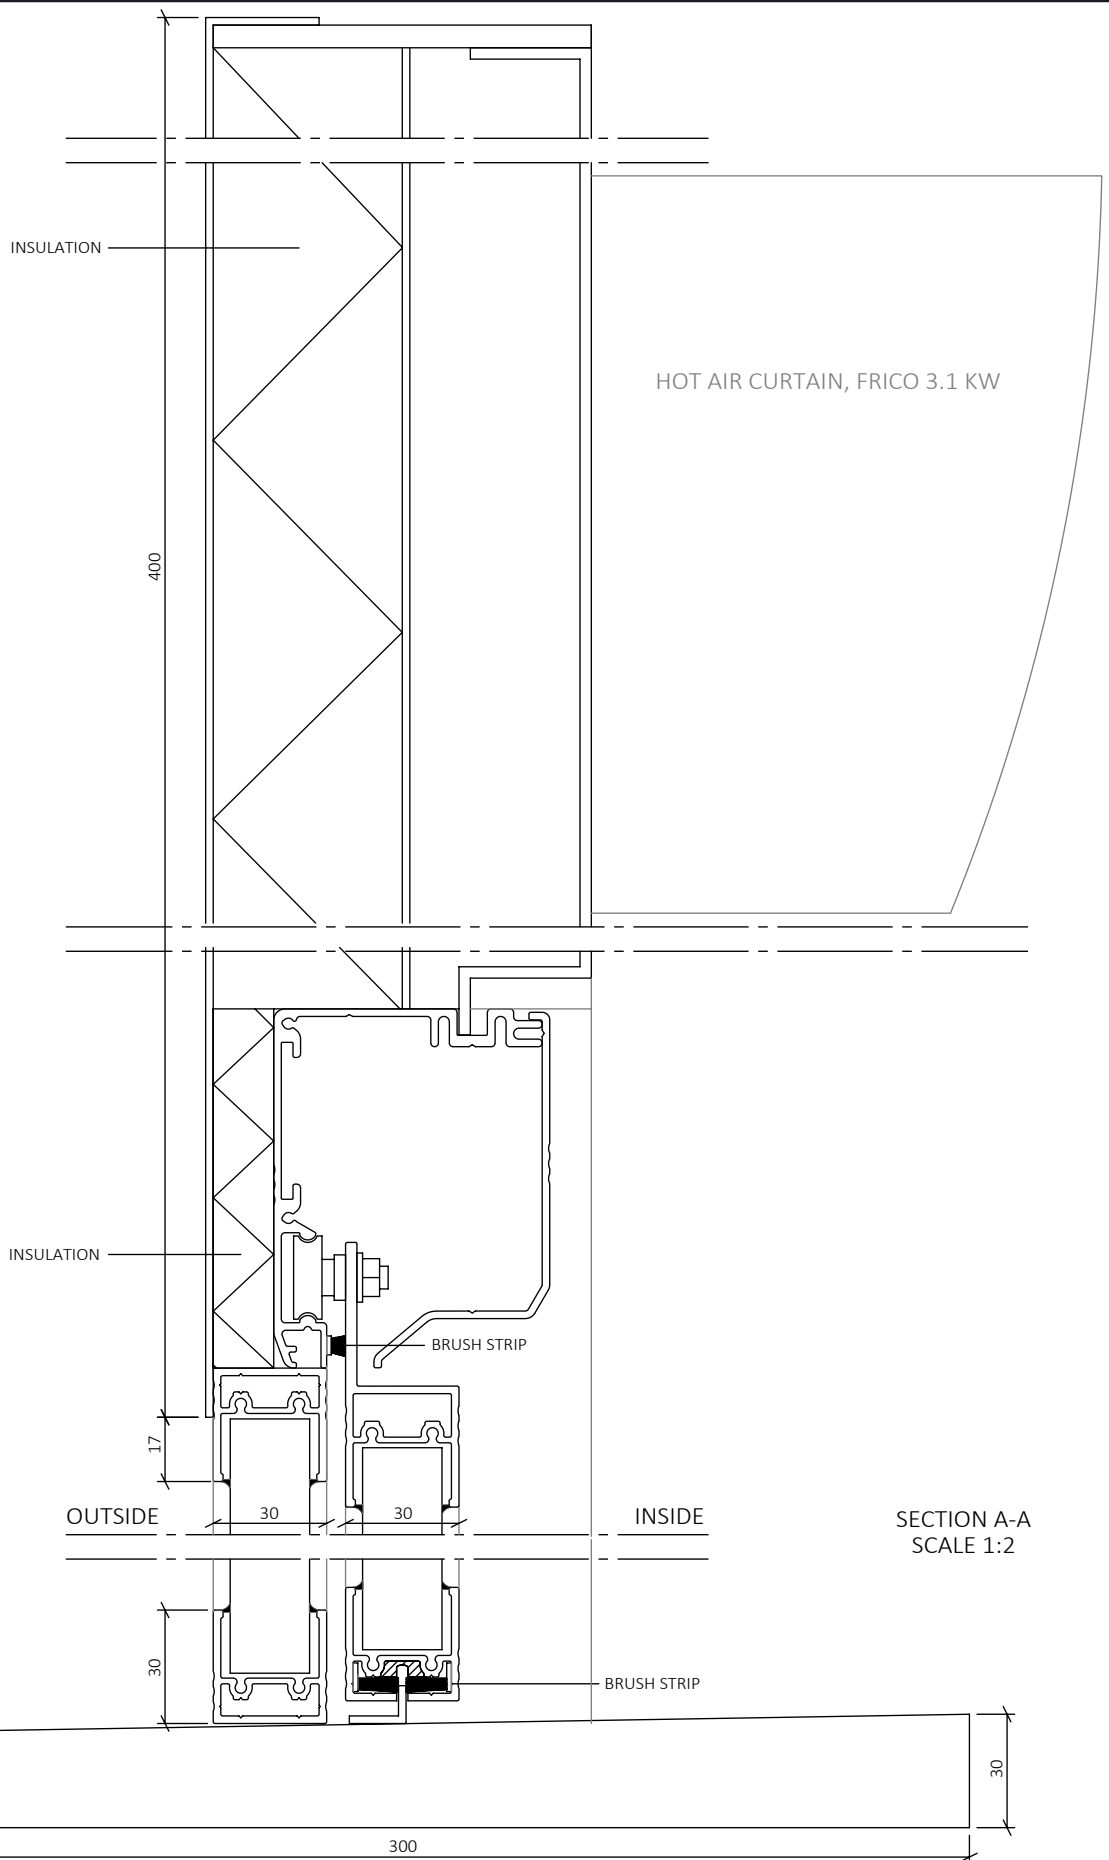 INSULATION
HOT AIR CURTAIN, FRICO 3.1 KW
400
INSULATION
BRUSH STRIP
17
OUTSIDE
30
30
INSIDE
SECTION A-A
SCALE 1:2
30
BRUSH STRIP
30
300